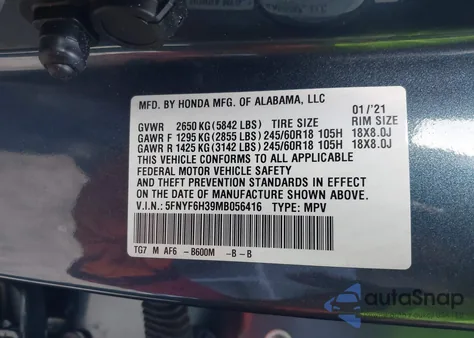 MFD. BY HONDA MFG. OF ALABAMA, LLC
01/'21
GVWR 2650 KG (5842 LBS) TIRE SIZE RIM SIZE
GAWR F 1295 KG (2855 LBS) 245/60R18 105H 18X8.0J
GAWR R 1425 KG (3142 LBS) 245/60R18 105H 18X8.0J
THIS VEHICLE CONFORMS TO ALL APPLICABLE
FEDERAL MOTOR VEHICLE SAFETY
STANDARDS IN EFFECT
ON THE DATE OF MANUFACTURE SHOWN ABOVE.
V.I.N.: 5FNYF6H39MB056416 TYPE: MPV
TG7 M AF6 -B600M -B-B
autoSnap